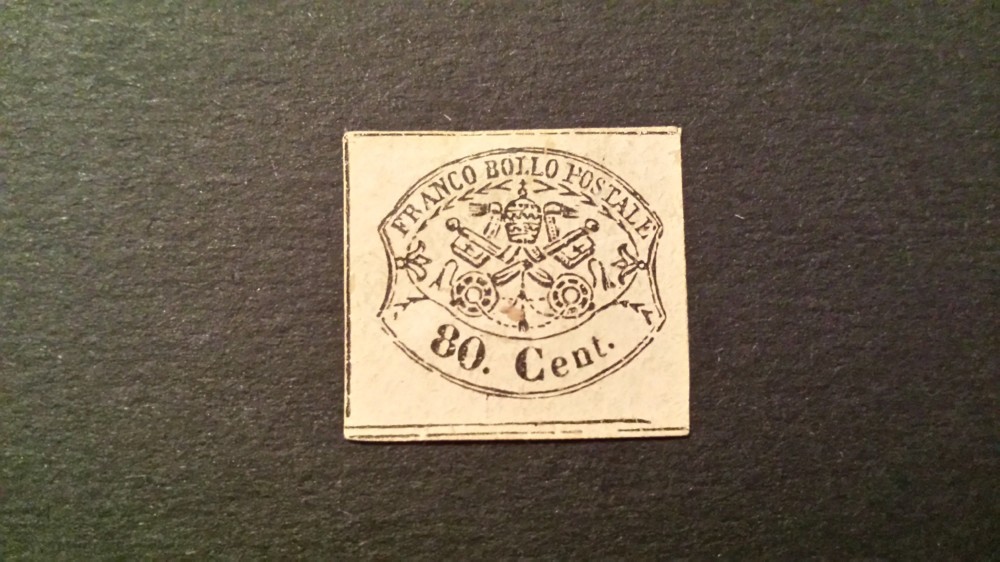 FRANCO BOLLO POSTALE
80. Cent.